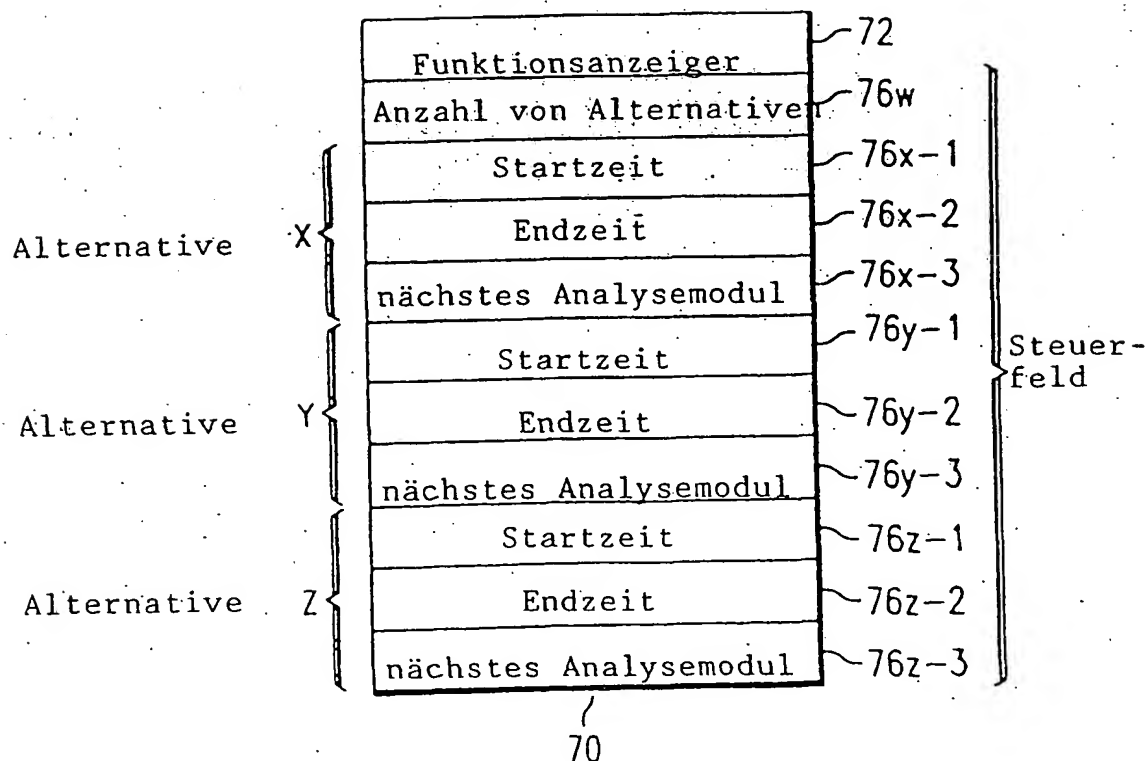 Funktionsanzeiger 72
Anzahl von Alternativen 76w
Startzeit 76x-1
Alternative X Endzeit 76x-2
nächstes Analysemodul 76x-3
Startzeit 76y-1
Steuer-
feld
Alternative Y Endzeit 76y-2
nächstes Analysemodul 76y-3
Startzeit 76z-1
Alternative Z Endzeit 76z-2
nächstes Analysemodul 76z-3
70